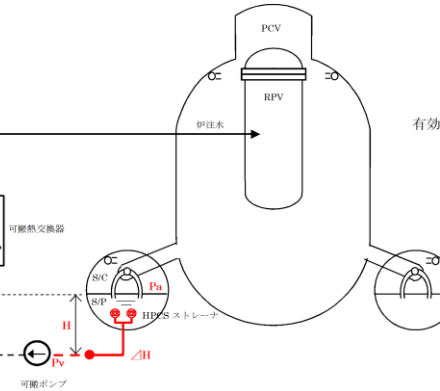 PCV
RPV
炉注水
有効
可搬熱交換器
S/C
Pa
S/P
HPCS ストレーナ
H
⊿H
Pv
可搬ポンプ